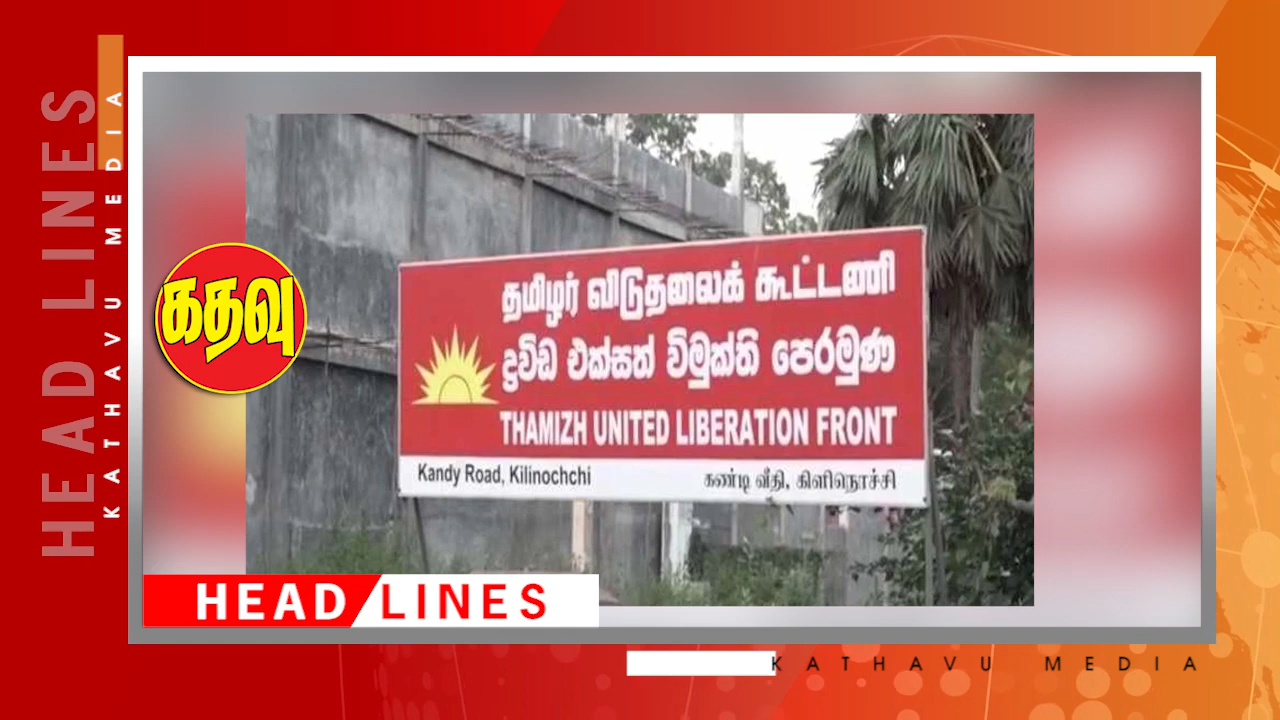 HEAD LINES
KATHAVU MEDIA
கதவு
தமிழர் விடுதலைக் கூட்டணி
ද්‍රවිඩ එක්සත් විමුක්ති පෙරමුණ
THAMIZH UNITED LIBERATION FRONT
Kandy Road, Kilinochchi
கண்டி வீதி, கிளிநொச்சி
HEAD LINES
KATHAVU MEDIA